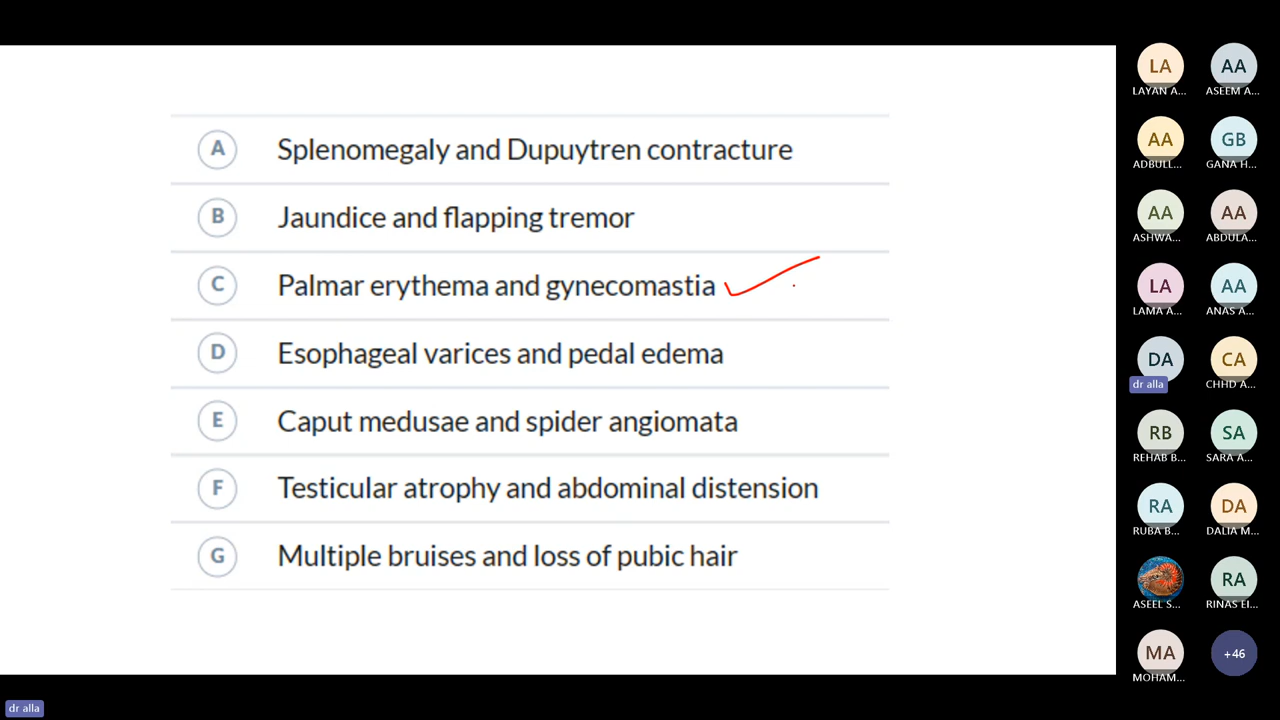 A Splenomegaly and Dupuytren contracture
B Jaundice and flapping tremor
C Palmar erythema and gynecomastia
D Esophageal varices and pedal edema
E Caput medusae and spider angiomata
F Testicular atrophy and abdominal distension
G Multiple bruises and loss of pubic hair
LA AA
LAYAN A... ASEEM A...
AA GB
ADBULL... GANA H...
AA AA
ASHWA... ABDULA...
LA AA
LAMA A... ANAS A...
DA CA
dr alla CHHD A...
RB SA
REHAB B... SARA A...
RA DA
RUBA B... DALIA M...
RA
ASEEL S... RINAS EI...
MA +46
MOHAM...
dr alla